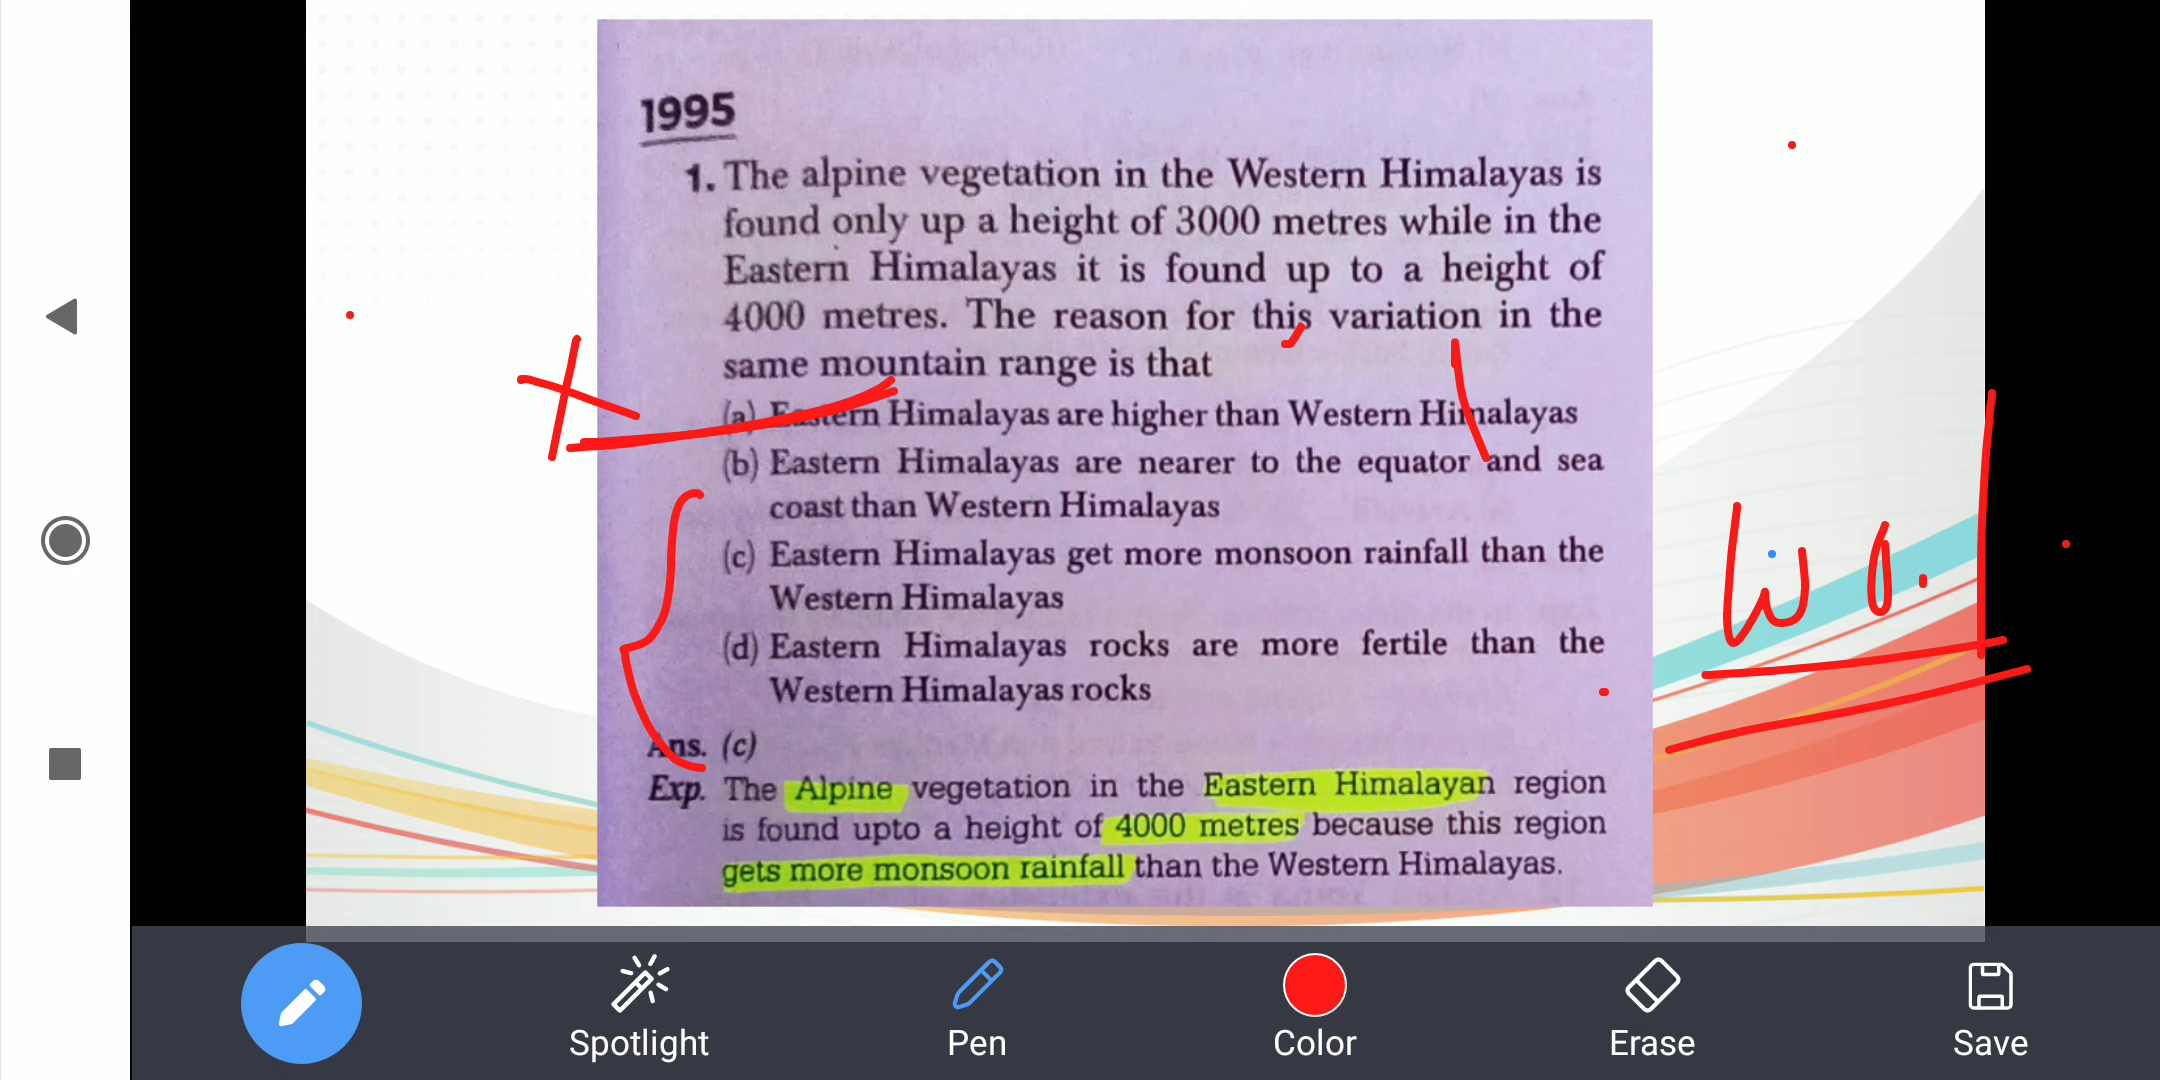 1995
1. The alpine vegetation in the Western Himalayas is
found only up a height of 3000 metres while in the
Eastern Himalayas it is found up to a height of
4000 metres. The reason for this variation in the
same mountain range is that
(a) Eastern Himalayas are higher than Western Himalayas
(b) Eastern Himalayas are nearer to the equator and sea
coast than Western Himalayas
(c) Eastern Himalayas get more monsoon rainfall than the
Western Himalayas
(d) Eastern Himalayas rocks are more fertile than the
Western Himalayas rocks
Ans. (c)
Exp. The Alpine vegetation in the Eastern Himalayan region
is found upto a height of 4000 metres because this region
gets more monsoon rainfall than the Western Himalayas.
Spotlight
Pen
Color
Erase
Save